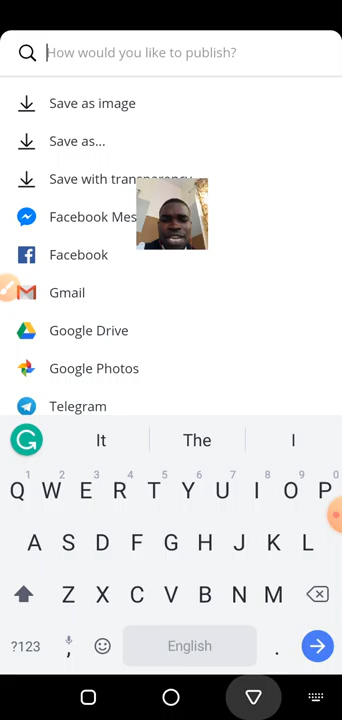 How would you like to publish?
Save as image
Save as...
Save with transparency
Facebook Mes
Facebook
Gmail
Google Drive
Google Photos
Telegram
It The I
1 2 3 4 5 6 7 8 9 0
Q W E R T Y U I O P
A S D F G H J K L
Z X C V B N M
?123 , English .